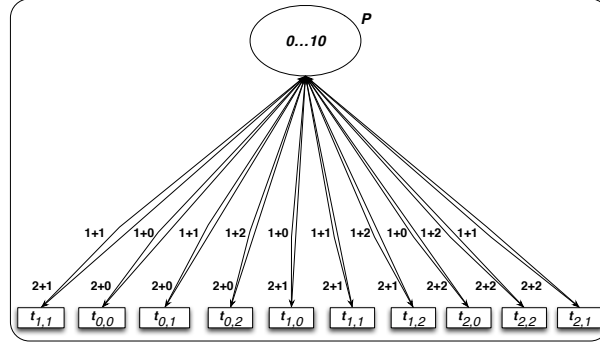 P
0...10
1+1 1+0 1+1 1+2 1+0 1+1 1+2 1+0 1+2 1+1
2+1 2+0 2+0 2+0 2+1 2+1 2+1 2+2 2+2 2+2
t1,1 t0,0 t0,1 t0,2 t1,0 t1,1 t1,2 t2,0 t2,2 t2,1